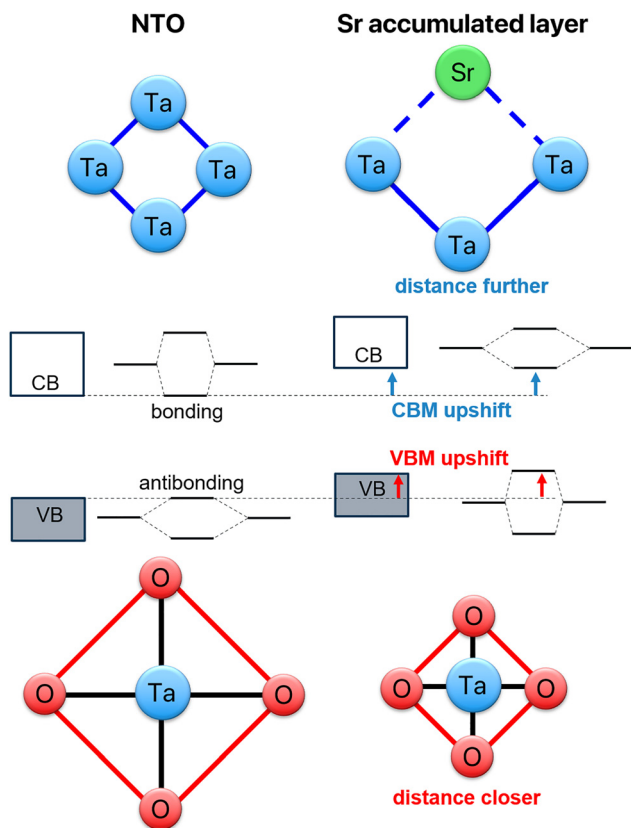 NTO
Sr accumulated layer
Ta
Ta
Ta
Ta
Sr
Ta
Ta
Ta
distance further
CB
bonding
CB
CBM upshift
VB
antibonding
VBM upshift
VB
O
O
Ta
O
O
O
O
Ta
O
O
distance closer